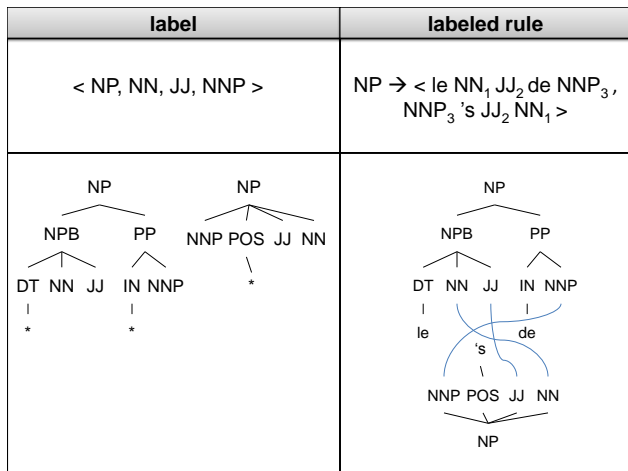 label labeled rule
< NP, NN, JJ, NNP > NP → < le NN₁ JJ₂ de NNP₃ ,
NNP₃ 's JJ₂ NN₁ >
NP NP
NPB PP NNP POS JJ NN
DT NN JJ IN NNP *
* *
NP
NPB PP
DT NN JJ IN NNP
le de
's
NNP POS JJ NN
NP